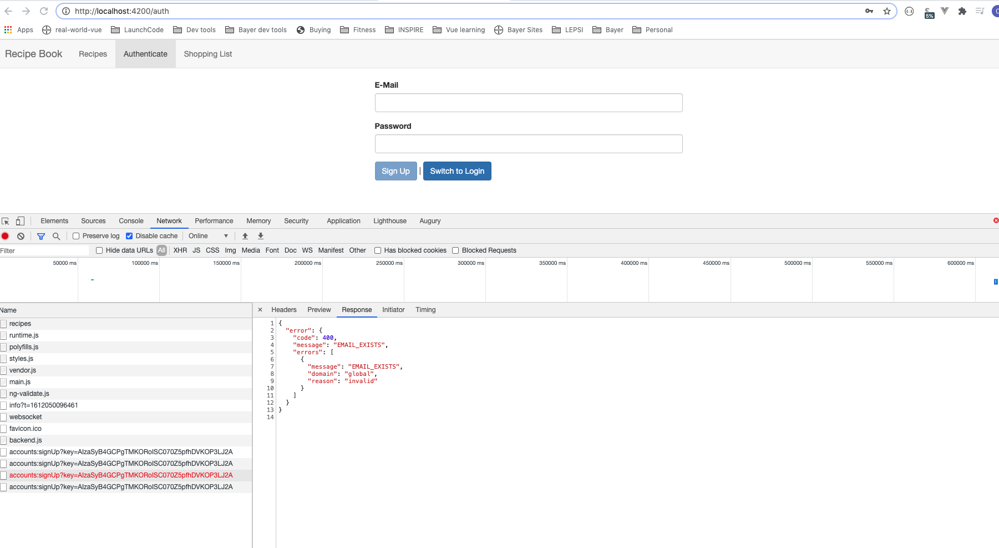 http://localhost:4200/auth
5%
Apps real-world-vue LaunchCode Dev tools Bayer dev tools Buying Fitness INSPIRE Vue learning Bayer Sites LEPSI Bayer Personal
Recipe Book Recipes Authenticate Shopping List
E-Mail
Password
Sign Up | Switch to Login
Elements Sources Console Network Performance Memory Security Application Lighthouse Augury
Preserve log Disable cache Online
Filter Hide data URLs All XHR JS CSS Img Media Font Doc WS Manifest Other Has blocked cookies Blocked Requests
50000 ms 100000 ms 150000 ms 200000 ms 250000 ms 300000 ms 350000 ms 400000 ms 450000 ms 500000 ms 550000 ms 600000 ms
Name
recipes
runtime.js
polyfills.js
styles.js
vendor.js
main.js
ng-validate.js
info?t=1612050096461
websocket
favicon.ico
backend.js
accounts:signUp?key=AIzaSyB4GCPgTMKORoISC070Z5pfhDVKOP3LJ2A
accounts:signUp?key=AIzaSyB4GCPgTMKORoISC070Z5pfhDVKOP3LJ2A
accounts:signUp?key=AIzaSyB4GCPgTMKORoISC070Z5pfhDVKOP3LJ2A
accounts:signUp?key=AIzaSyB4GCPgTMKORoISC070Z5pfhDVKOP3LJ2A
× Headers Preview Response Initiator Timing
1 {
2 "error": {
3 "code": 400,
4 "message": "EMAIL_EXISTS",
5 "errors": [
6 {
7 "message": "EMAIL_EXISTS",
8 "domain": "global",
9 "reason": "invalid"
10 }
11 ]
12 }
13 }
14